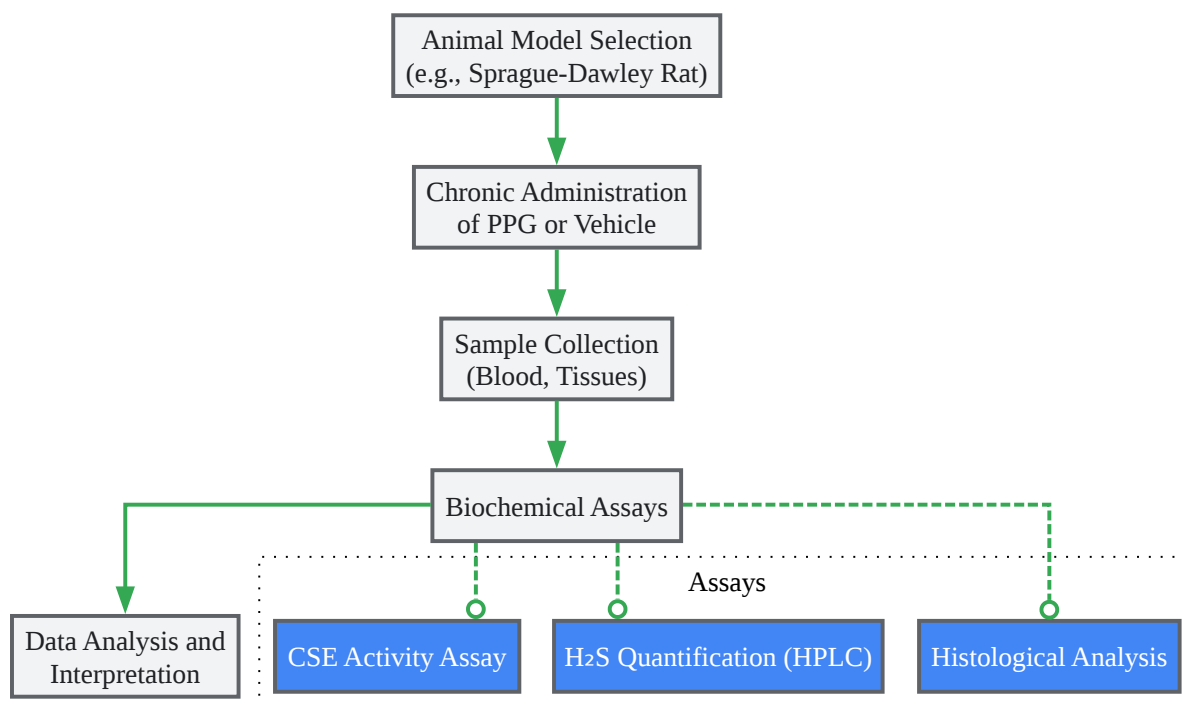 Animal Model Selection
(e.g., Sprague-Dawley Rat)
Chronic Administration
of PPG or Vehicle
Sample Collection
(Blood, Tissues)
Biochemical Assays
Assays
Data Analysis and
Interpretation
CSE Activity Assay
H₂S Quantification (HPLC)
Histological Analysis